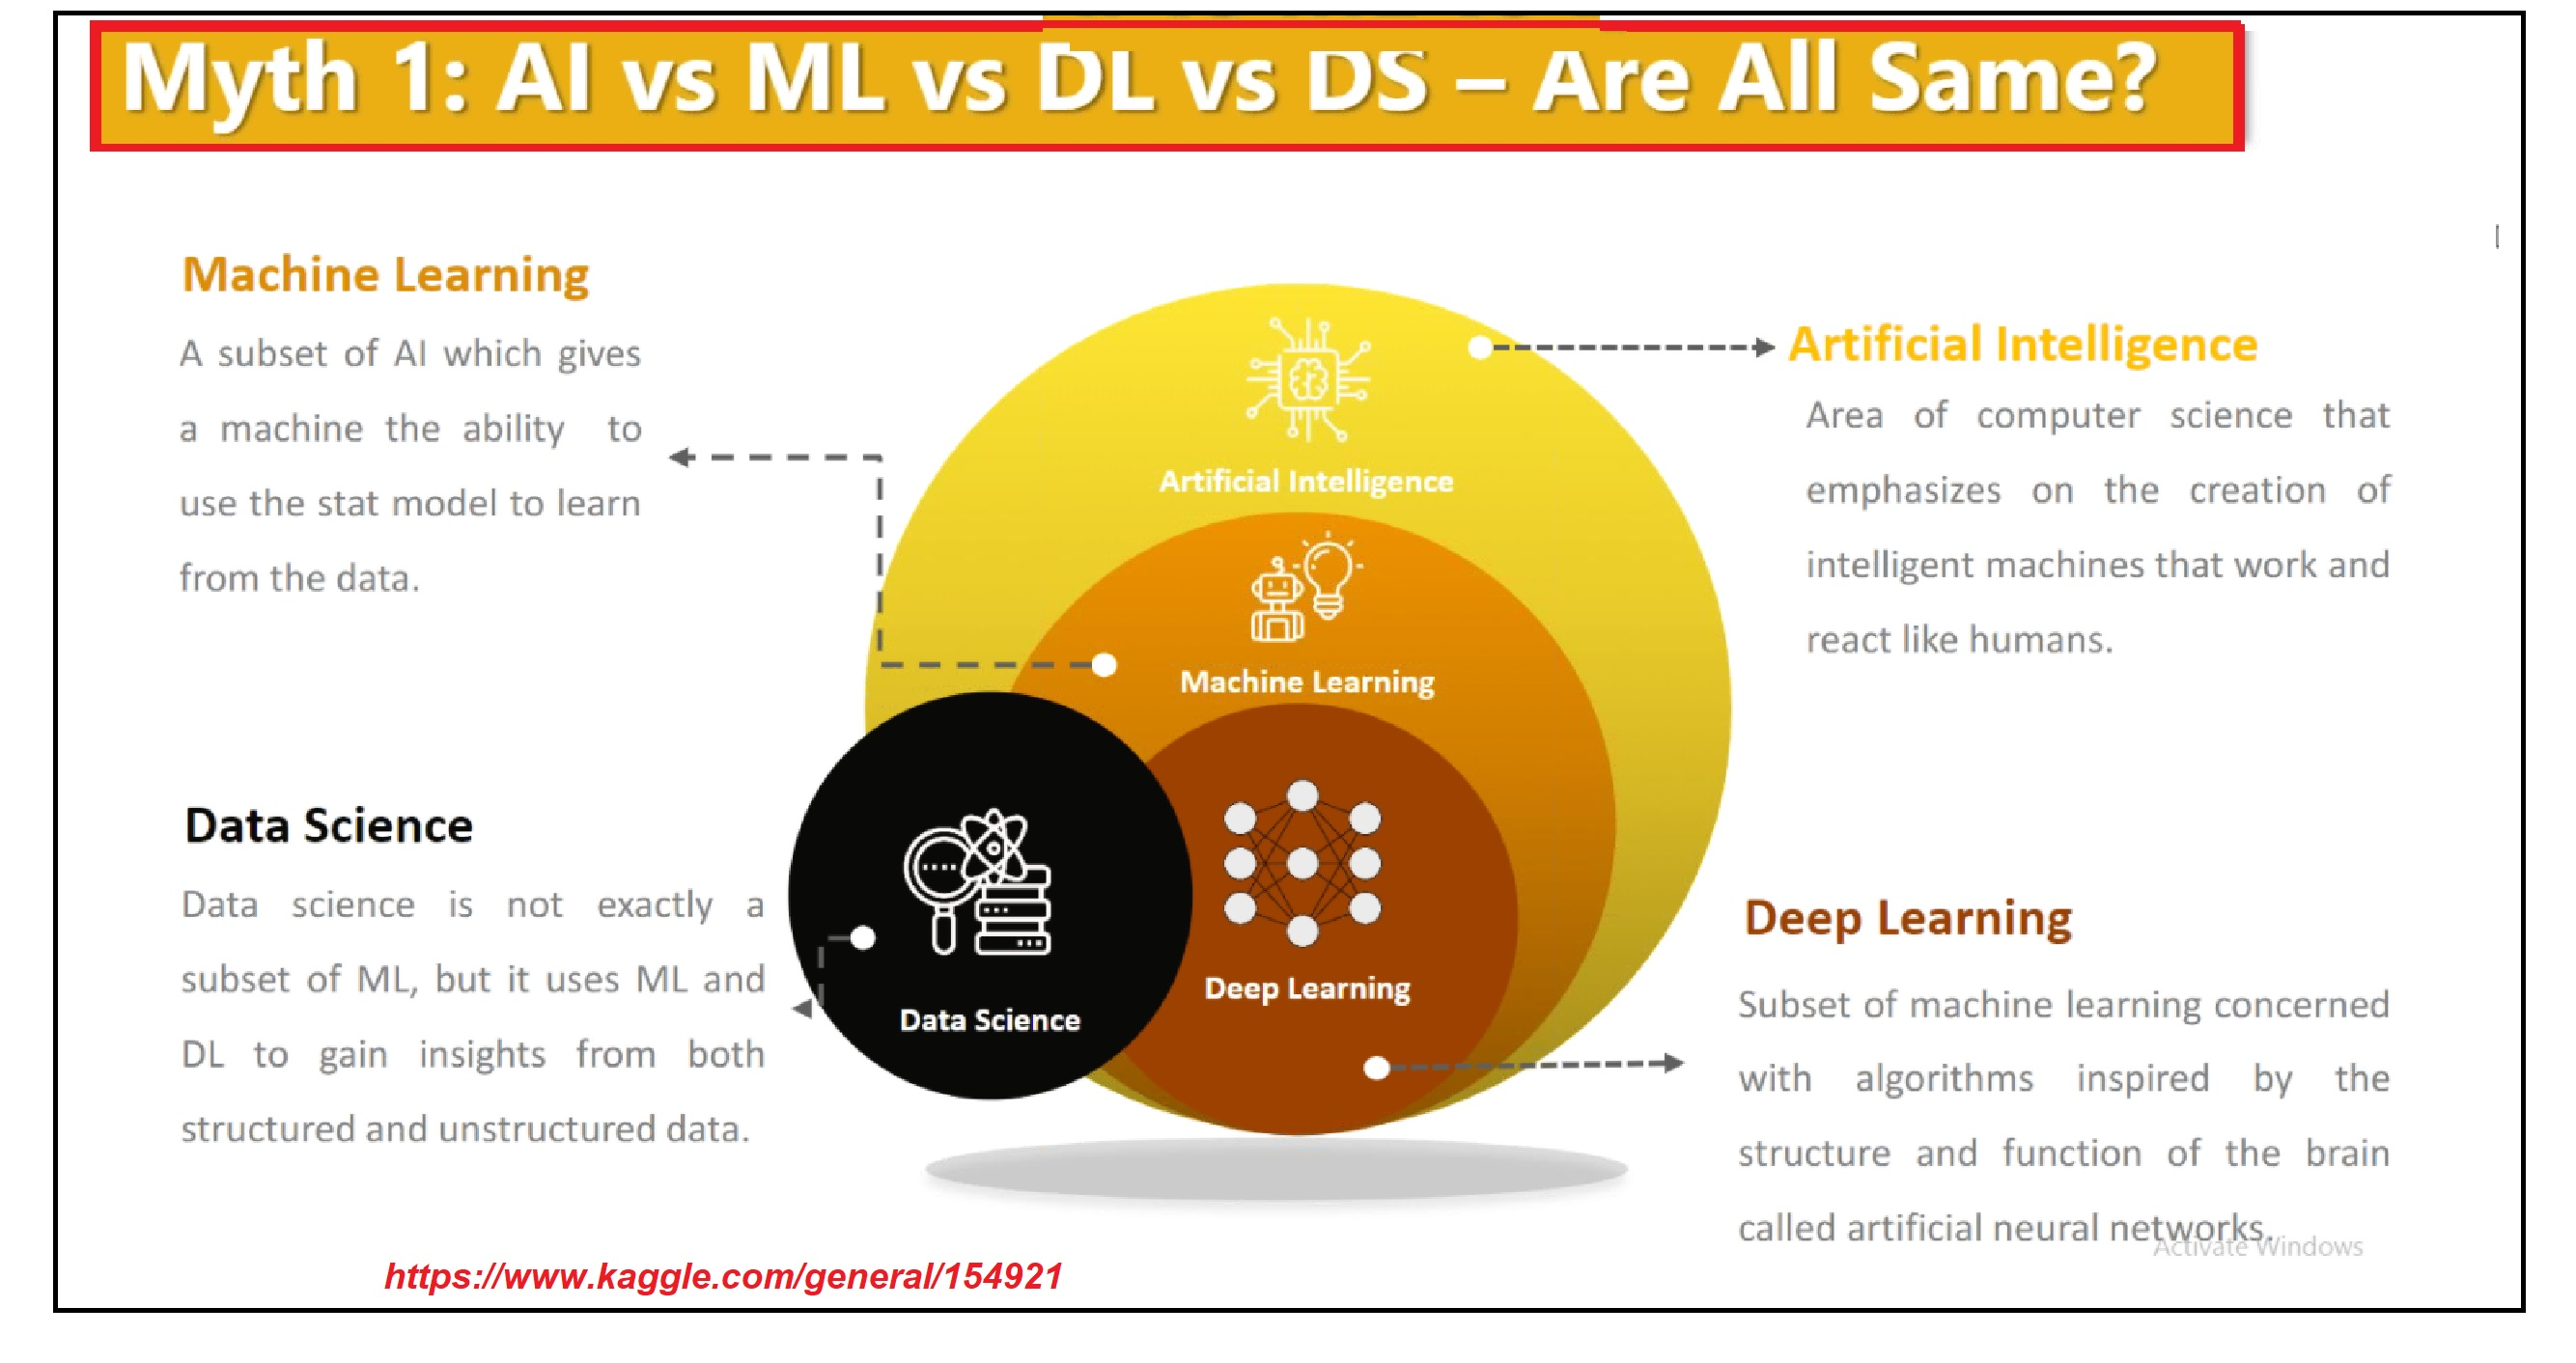 Myth 1: AI vs ML vs DL vs DS – Are All Same?
Machine Learning
A subset of AI which gives
a machine the ability to
use the stat model to learn
from the data.
Artificial Intelligence
Area of computer science that
emphasizes on the creation of
intelligent machines that work and
react like humans.
Artificial Intelligence
Machine Learning
Deep Learning
Data Science
Data Science
Data science is not exactly a
subset of ML, but it uses ML and
DL to gain insights from both
structured and unstructured data.
Deep Learning
Subset of machine learning concerned
with algorithms inspired by the
structure and function of the brain
called artificial neural networks.
Activate Windows
https://www.kaggle.com/general/154921